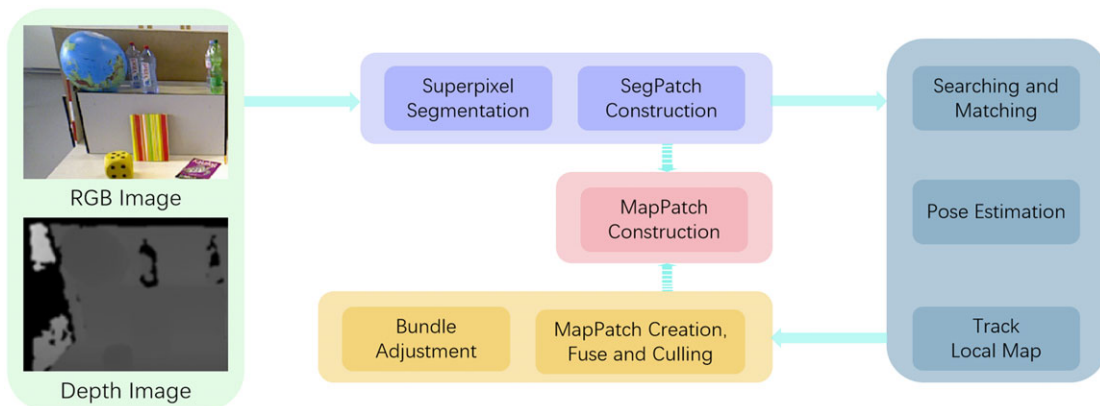 RGB Image
Depth Image
Superpixel
Segmentation
SegPatch
Construction
MapPatch
Construction
Bundle
Adjustment
MapPatch Creation,
Fuse and Culling
Searching and
Matching
Pose Estimation
Track
Local Map